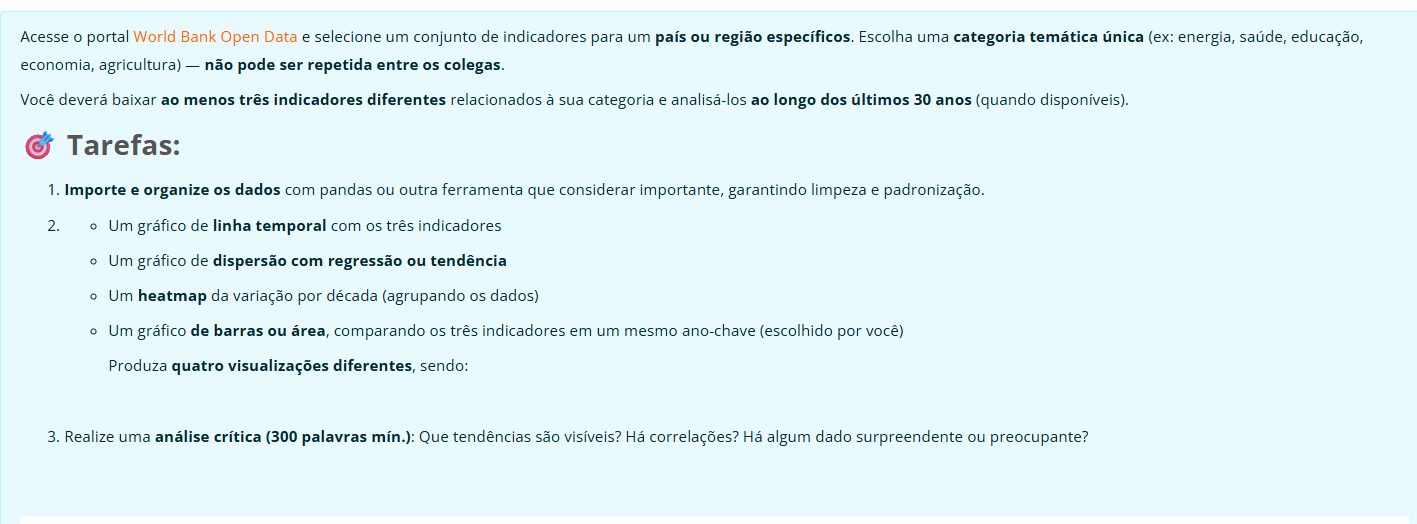 Acesse o portal World Bank Open Data e selecione um conjunto de indicadores para um país ou região específicos. Escolha uma categoria temática única (ex: energia, saúde, educação,
economia, agricultura) — não pode ser repetida entre os colegas.
Você deverá baixar ao menos três indicadores diferentes relacionados à sua categoria e analisá-los ao longo dos últimos 30 anos (quando disponíveis).
🎯 Tarefas:
1. Importe e organize os dados com pandas ou outra ferramenta que considerar importante, garantindo limpeza e padronização.
2. ◦ Um gráfico de linha temporal com os três indicadores
◦ Um gráfico de dispersão com regressão ou tendência
◦ Um heatmap da variação por década (agrupando os dados)
◦ Um gráfico de barras ou área, comparando os três indicadores em um mesmo ano-chave (escolhido por você)
Produza quatro visualizações diferentes, sendo:
3. Realize uma análise crítica (300 palavras mín.): Que tendências são visíveis? Há correlações? Há algum dado surpreendente ou preocupante?